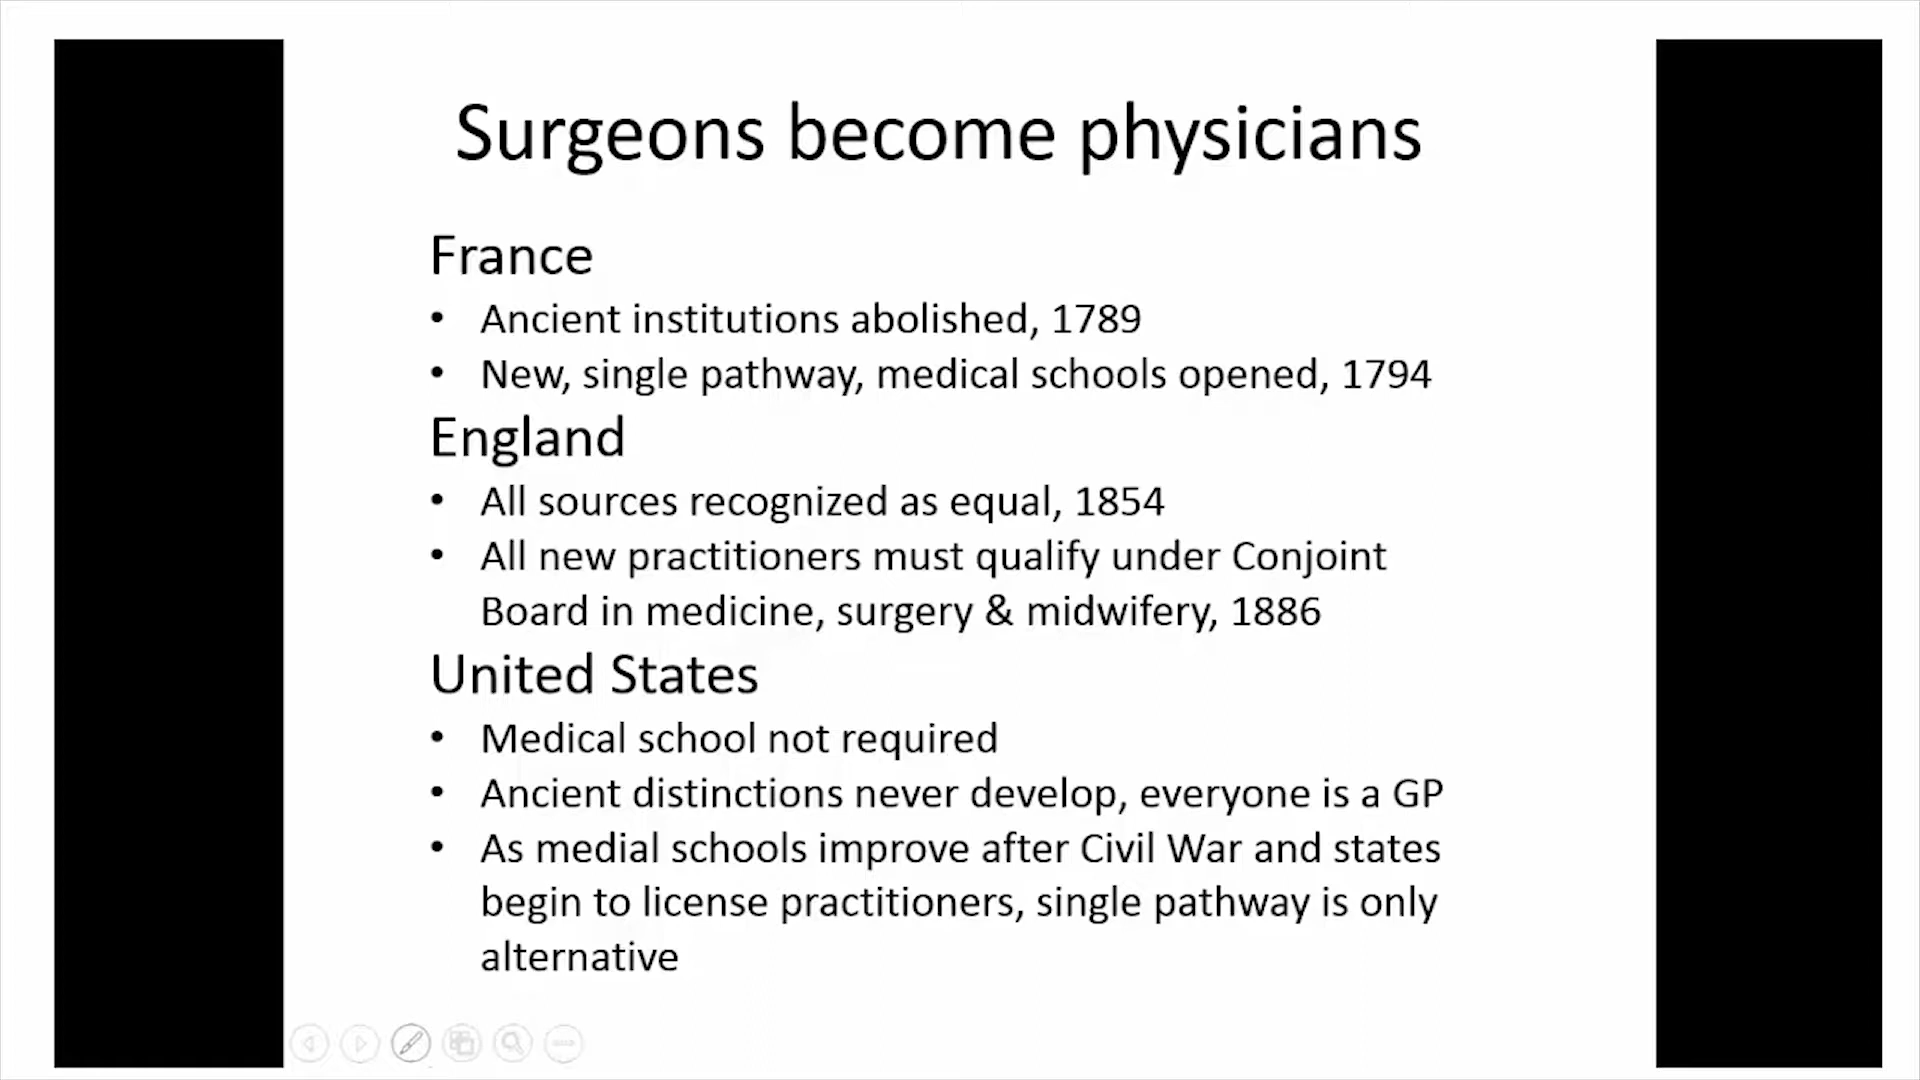 Surgeons become physicians
France
• Ancient institutions abolished, 1789
• New, single pathway, medical schools opened, 1794
England
• All sources recognized as equal, 1854
• All new practitioners must qualify under Conjoint
Board in medicine, surgery & midwifery, 1886
United States
• Medical school not required
• Ancient distinctions never develop, everyone is a GP
• As medial schools improve after Civil War and states
begin to license practitioners, single pathway is only
alternative